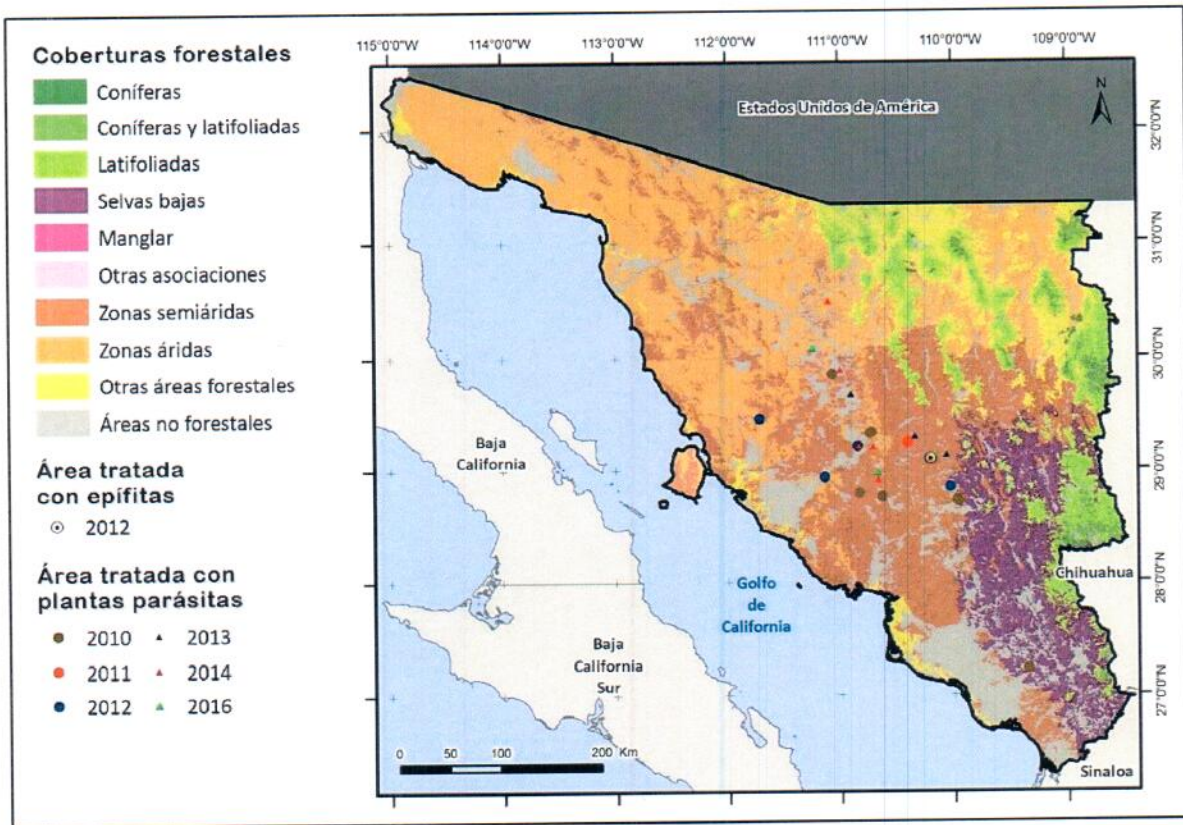 Coberturas forestales
Coníferas
Coníferas y latifoliadas
Latifoliadas
Selvas bajas
Manglar
Otras asociaciones
Zonas semiáridas
Zonas áridas
Otras áreas forestales
Áreas no forestales
Área tratada
con epífitas
2012
Área tratada con
plantas parásitas
2010
2013
2011
2014
2012
2016
115°0'0"W
114°0'0"W
113°0'0"W
112°0'0"W
111°0'0"W
110°0'0"W
109°0'0"W
N
Estados Unidos de América
32°0'0"N
31°0'0"N
30°0'0"N
29°0'0"N
28°0'0"N
27°0'0"N
Baja
California
Golfo
de
California
Chihuahua
Baja
California
Sur
Sinaloa
0 50 100 200 Km